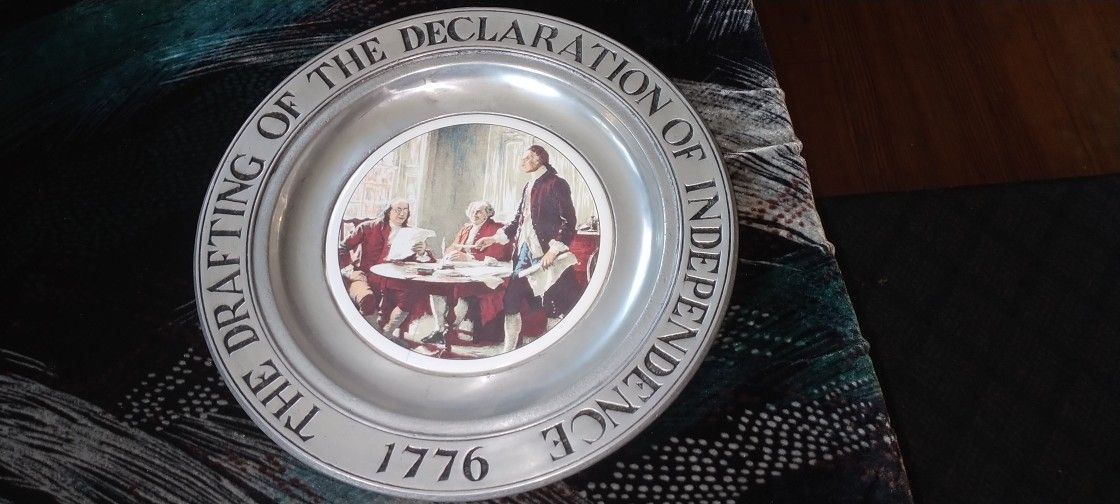 THE DRAFTING OF THE DECLARATION OF INDEPENDENCE
1776